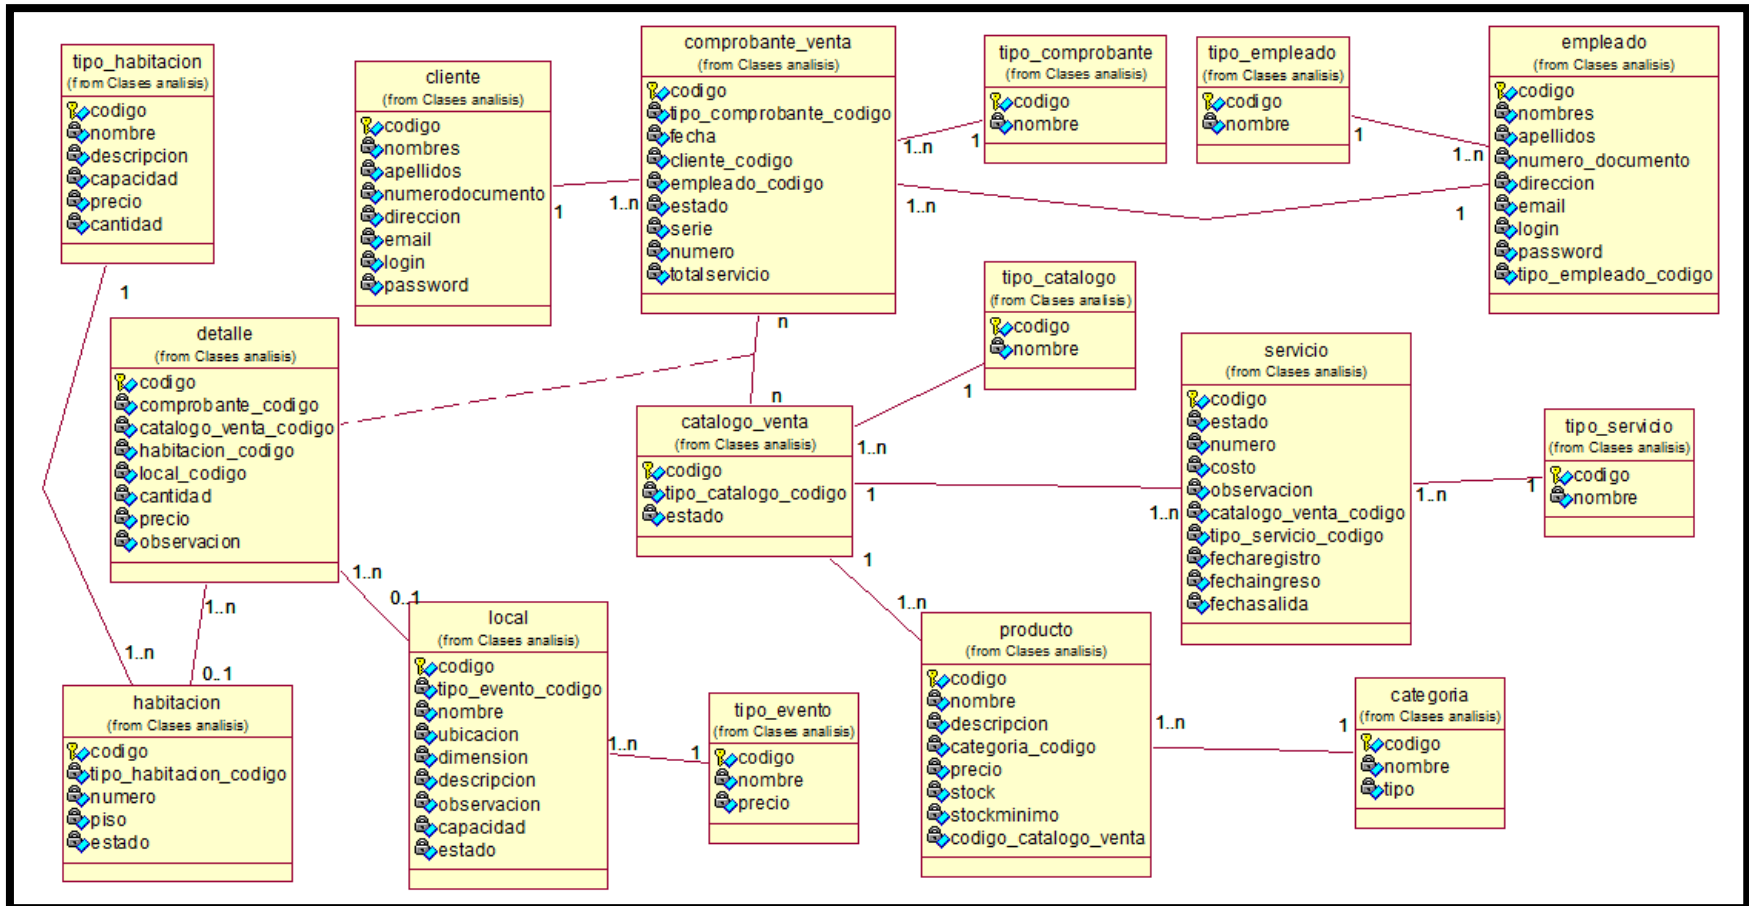 tipo_habitacion
(from Clases analisis)
codigo
nombre
descripcion
capacidad
precio
cantidad
1
cliente
(from Clases analisis)
codigo
nombres
apellidos
numerodocumento
direccion
email
login
password
1
1..n
comprobante_venta
(from Clases analisis)
codigo
tipo_comprobante_codigo
fecha
cliente_codigo
empleado_codigo
estado
serie
numero
totalservicio
1..n
1
1..n
1
n
tipo_comprobante
(from Clases analisis)
codigo
nombre
tipo_empleado
(from Clases analisis)
codigo
nombre
1
1..n
empleado
(from Clases analisis)
codigo
nombres
apellidos
numero_documento
direccion
email
login
password
tipo_empleado_codigo
detalle
(from Clases analisis)
codigo
comprobante_codigo
catalogo_venta_codigo
habitacion_codigo
local_codigo
cantidad
precio
observacion
1..n
0..1
1..n
0..1
1..n
tipo_catalogo
(from Clases analisis)
codigo
nombre
1
1..n
n
catalogo_venta
(from Clases analisis)
codigo
tipo_catalogo_codigo
estado
1
1..n
1
1..n
servicio
(from Clases analisis)
codigo
estado
numero
costo
observacion
catalogo_venta_codigo
tipo_servicio_codigo
fecharegistro
fechaingreso
fechasalida
1..n
1
tipo_servicio
(from Clases analisis)
codigo
nombre
habitacion
(from Clases analisis)
codigo
tipo_habitacion_codigo
numero
piso
estado
local
(from Clases analisis)
codigo
tipo_evento_codigo
nombre
ubicacion
dimension
descripcion
observacion
capacidad
estado
1..n
1
tipo_evento
(from Clases analisis)
codigo
nombre
precio
producto
(from Clases analisis)
codigo
nombre
descripcion
categoria_codigo
precio
stock
stockminimo
codigo_catalogo_venta
1..n
1
categoria
(from Clases analisis)
codigo
nombre
tipo